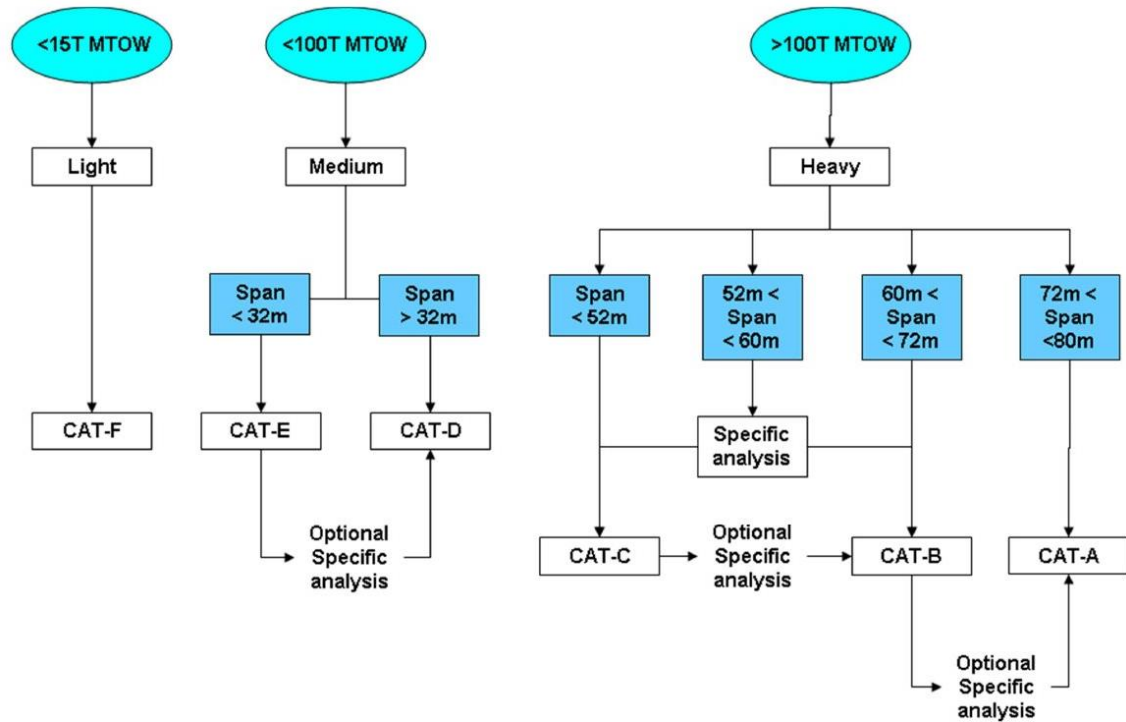 <15T MTOW
<100T MTOW
>100T MTOW
Light
Medium
Heavy
Span
< 32m
Span
> 32m
Span
< 52m
52m <
Span
< 60m
60m <
Span
< 72m
72m <
Span
<80m
CAT-F
CAT-E
CAT-D
Specific
analysis
Optional
Specific
analysis
CAT-C
Optional
Specific
analysis
CAT-B
CAT-A
Optional
Specific
analysis